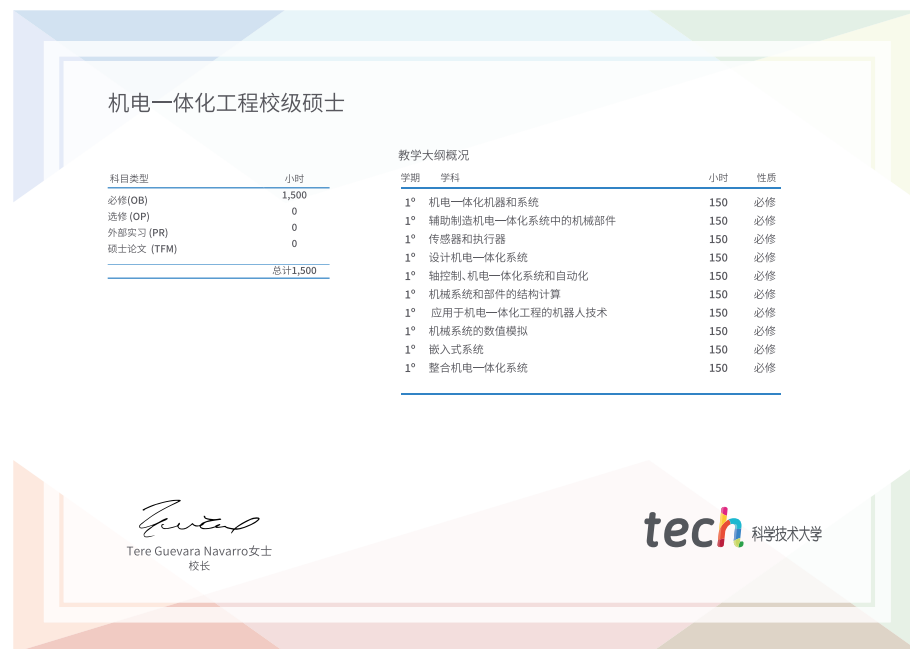 机电一体化工程校级硕士
科目类型 小时
必修(OB) 1,500
选修 (OP) 0
外部实习 (PR) 0
硕士论文 (TFM) 0
总计1,500
教学大纲概况
学期 学科 小时 性质
1º 机电一体化机器和系统 150 必修
1º 辅助制造机电一体化系统中的机械部件 150 必修
1º 传感器和执行器 150 必修
1º 设计机电一体化系统 150 必修
1º 轴控制、机电一体化系统和自动化 150 必修
1º 机械系统和部件的结构计算 150 必修
1º 应用于机电一体化工程的机器人技术 150 必修
1º 机械系统的数值模拟 150 必修
1º 嵌入式系统 150 必修
1º 整合机电一体化系统 150 必修
Tere Guevara Navarro女士
校长
tech 科学技术大学